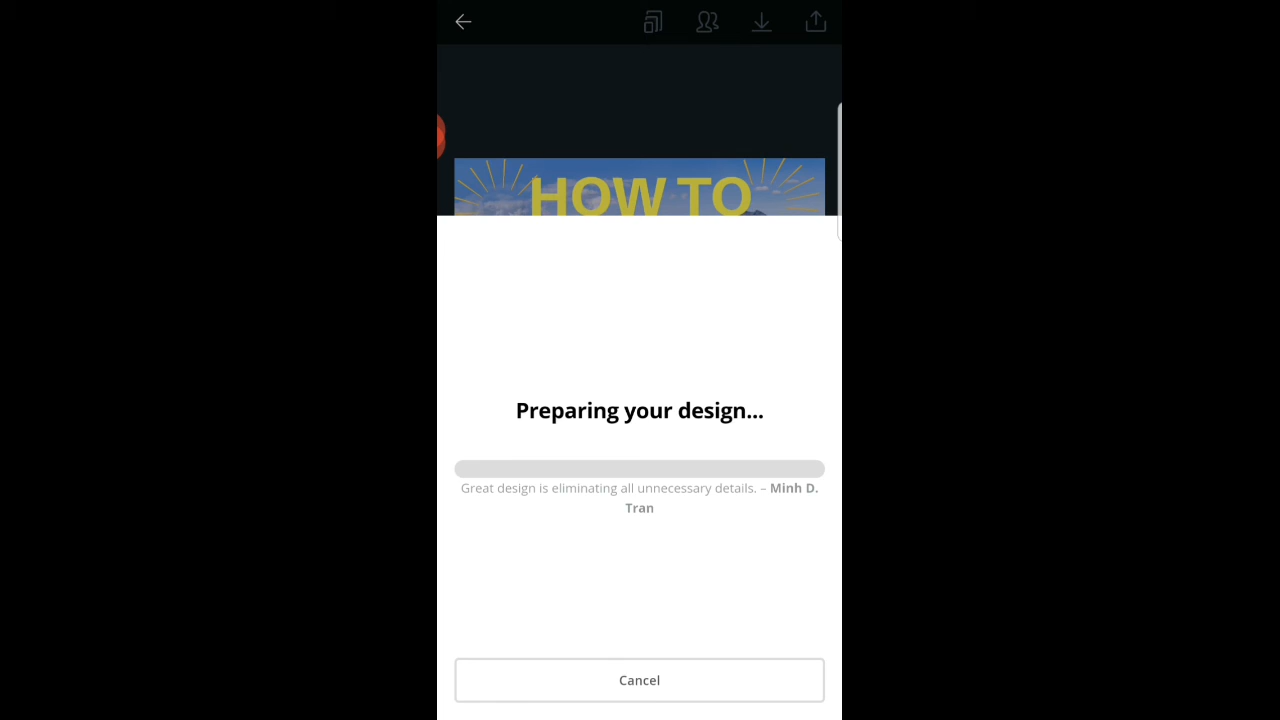 HOW TO
Preparing your design...
Great design is eliminating all unnecessary details. – Minh D.
Tran
Cancel